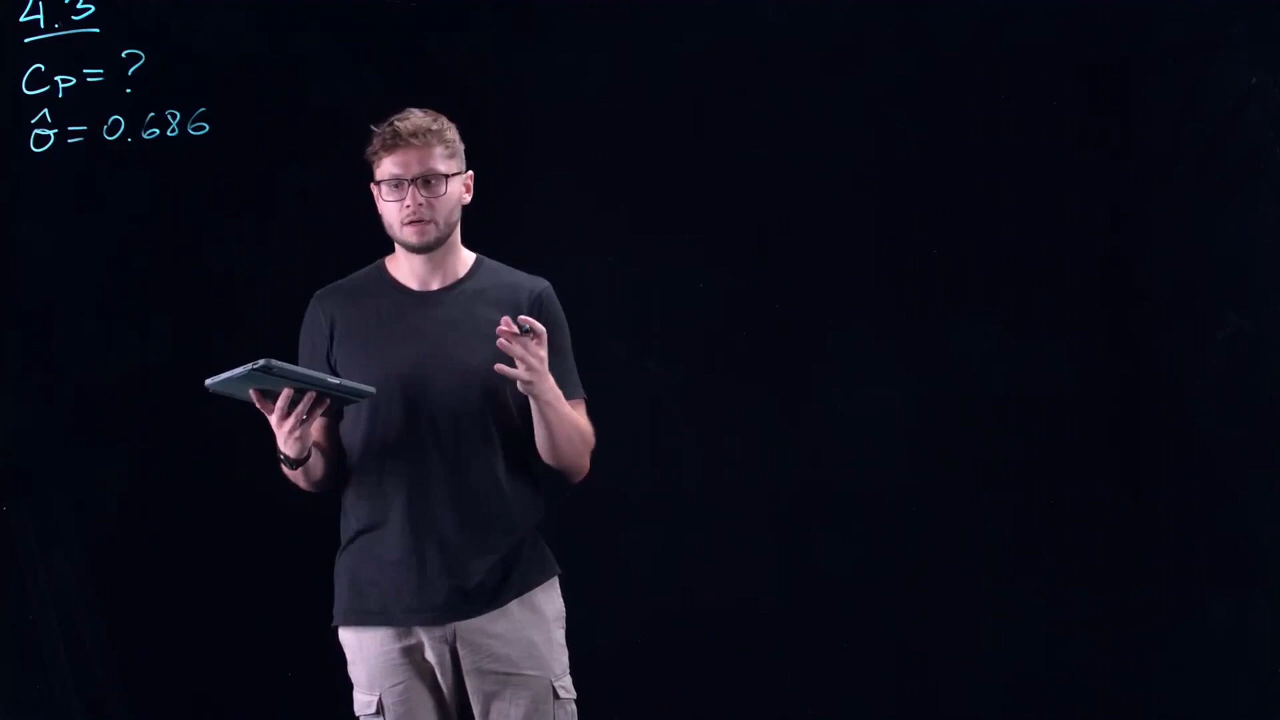 4.3
Cp = ?
σ̂ = 0.686